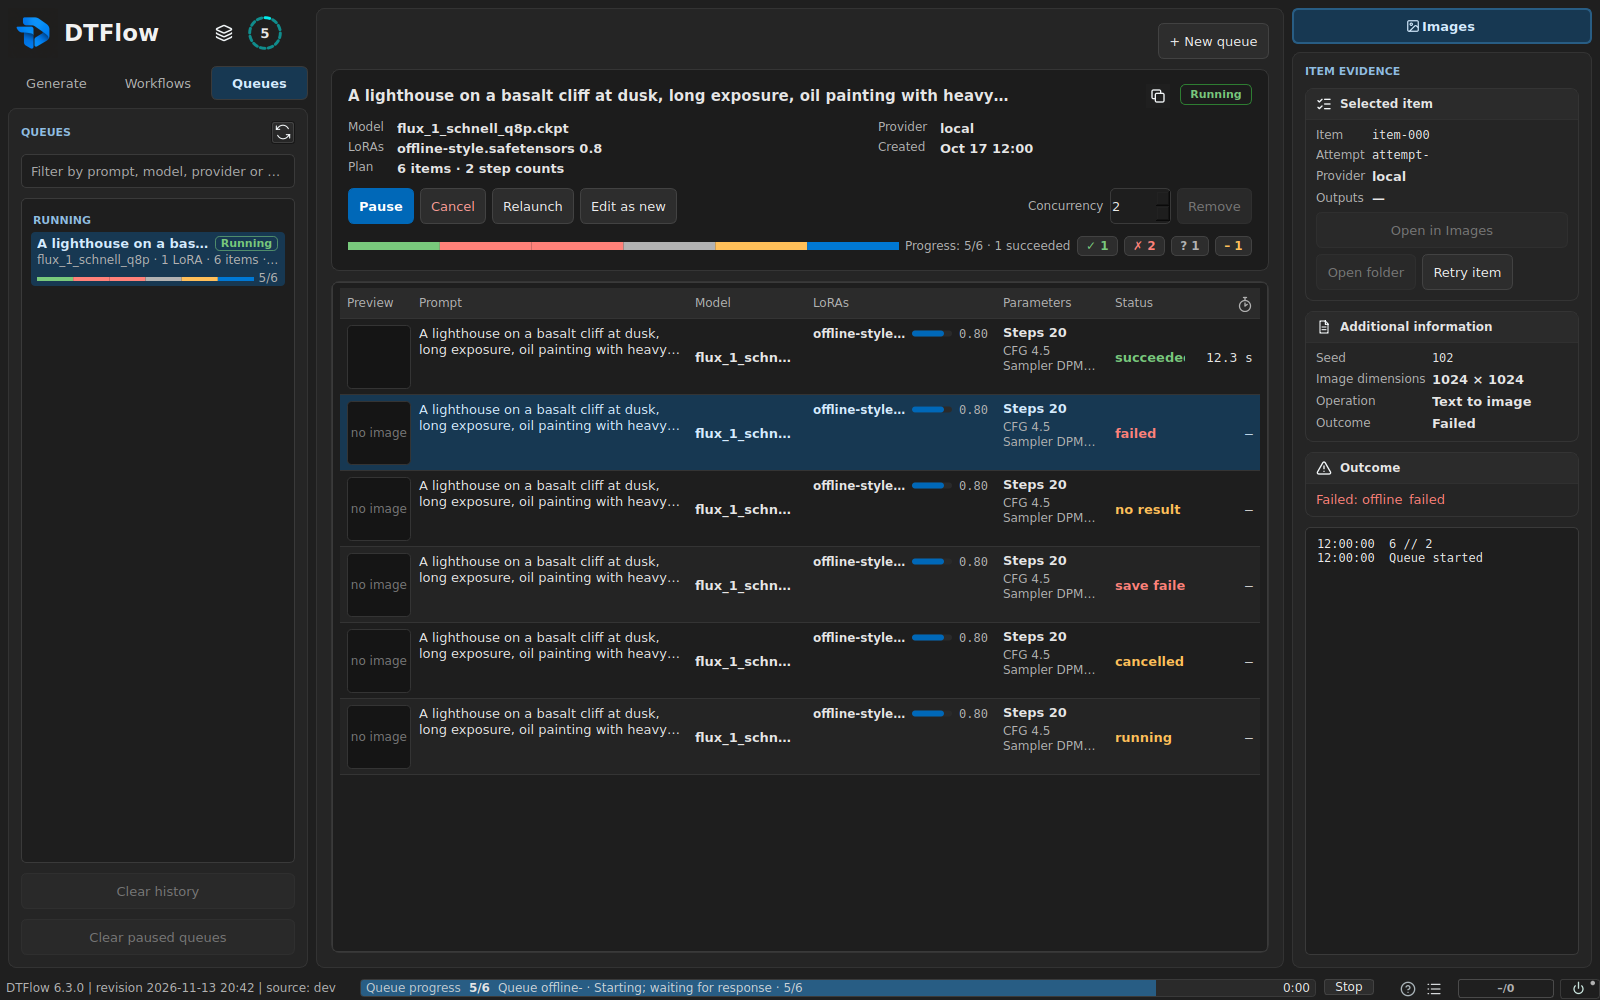 DTFlow
5
Generate
Workflows
Queues
QUEUES
Filter by prompt, model, provider or ...
RUNNING
A lighthouse on a bas... Running
flux_1_schnell_q8p · 1 LoRA · 6 items ·...
5/6
Clear history
Clear paused queues
+ New queue
A lighthouse on a basalt cliff at dusk, long exposure, oil painting with heavy...
Running
Model flux_1_schnell_q8p.ckpt
Provider local
LoRAs offline-style.safetensors 0.8
Created Oct 17 12:00
Plan 6 items · 2 step counts
Pause
Cancel
Relaunch
Edit as new
Concurrency 2
Remove
Progress: 5/6 · 1 succeeded ✓ 1 ✗ 2 ? 1 – 1
Preview Prompt Model LoRAs Parameters Status
A lighthouse on a basalt cliff at dusk,
long exposure, oil painting with heavy...
flux_1_schn...
offline-style... 0.80
Steps 20
CFG 4.5
Sampler DPM...
succeede
12.3 s
no image
A lighthouse on a basalt cliff at dusk,
long exposure, oil painting with heavy...
flux_1_schn...
offline-style... 0.80
Steps 20
CFG 4.5
Sampler DPM...
failed
–
no image
A lighthouse on a basalt cliff at dusk,
long exposure, oil painting with heavy...
flux_1_schn...
offline-style... 0.80
Steps 20
CFG 4.5
Sampler DPM...
no result
–
no image
A lighthouse on a basalt cliff at dusk,
long exposure, oil painting with heavy...
flux_1_schn...
offline-style... 0.80
Steps 20
CFG 4.5
Sampler DPM...
save faile
–
no image
A lighthouse on a basalt cliff at dusk,
long exposure, oil painting with heavy...
flux_1_schn...
offline-style... 0.80
Steps 20
CFG 4.5
Sampler DPM...
cancelled
–
no image
A lighthouse on a basalt cliff at dusk,
long exposure, oil painting with heavy...
flux_1_schn...
offline-style... 0.80
Steps 20
CFG 4.5
Sampler DPM...
running
–
Images
ITEM EVIDENCE
Selected item
Item item-000
Attempt attempt-
Provider local
Outputs —
Open in Images
Open folder
Retry item
Additional information
Seed 102
Image dimensions 1024 × 1024
Operation Text to image
Outcome Failed
Outcome
Failed: offline failed
12:00:00 6 // 2
12:00:00 Queue started
DTFlow 6.3.0 | revision 2026-11-13 20:42 | source: dev
Queue progress 5/6 Queue offline- · Starting; waiting for response · 5/6
0:00
Stop
–/0